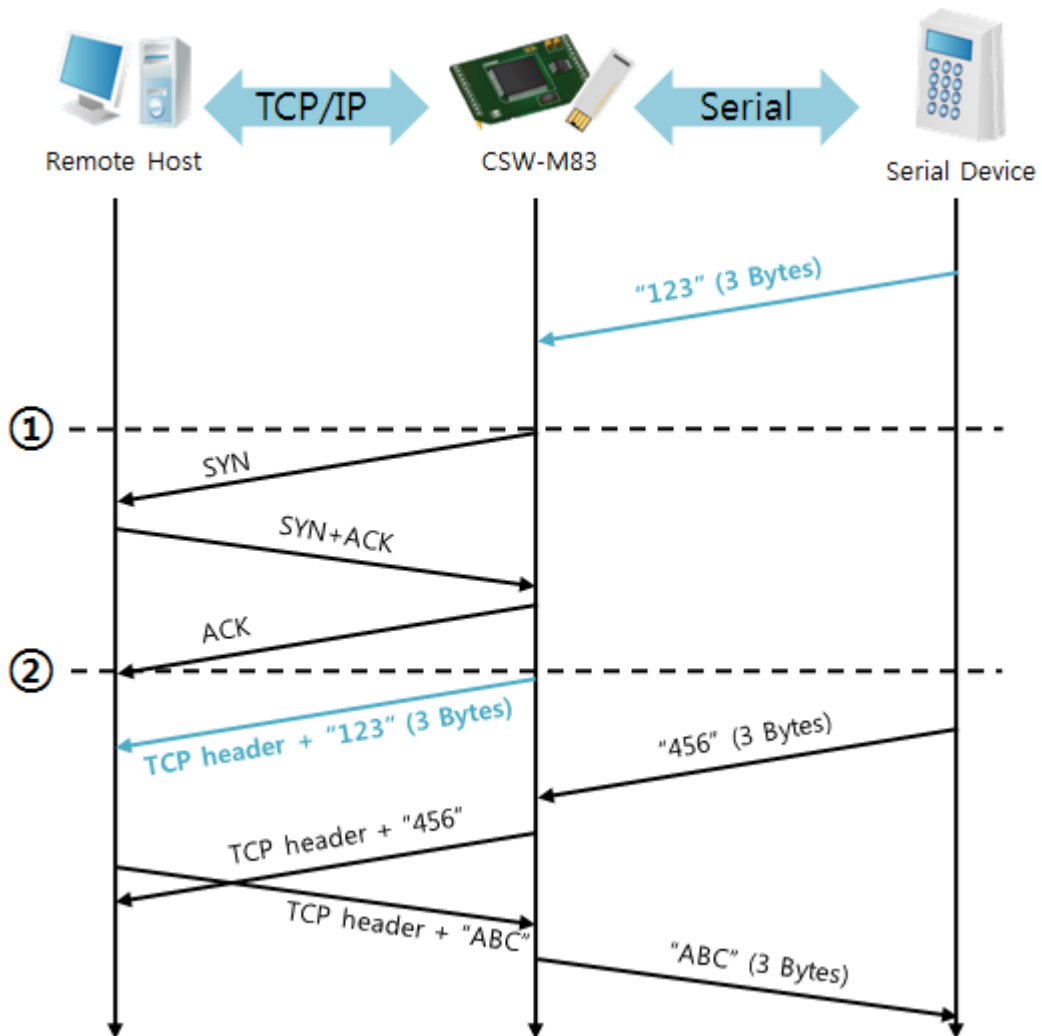 TCP/IP
Serial
Remote Host
CSW-M83
Serial Device
“123” (3 Bytes)
①
SYN
SYN+ACK
ACK
②
TCP header + “123” (3 Bytes)
“456” (3 Bytes)
TCP header + “456”
TCP header + “ABC”
“ABC” (3 Bytes)